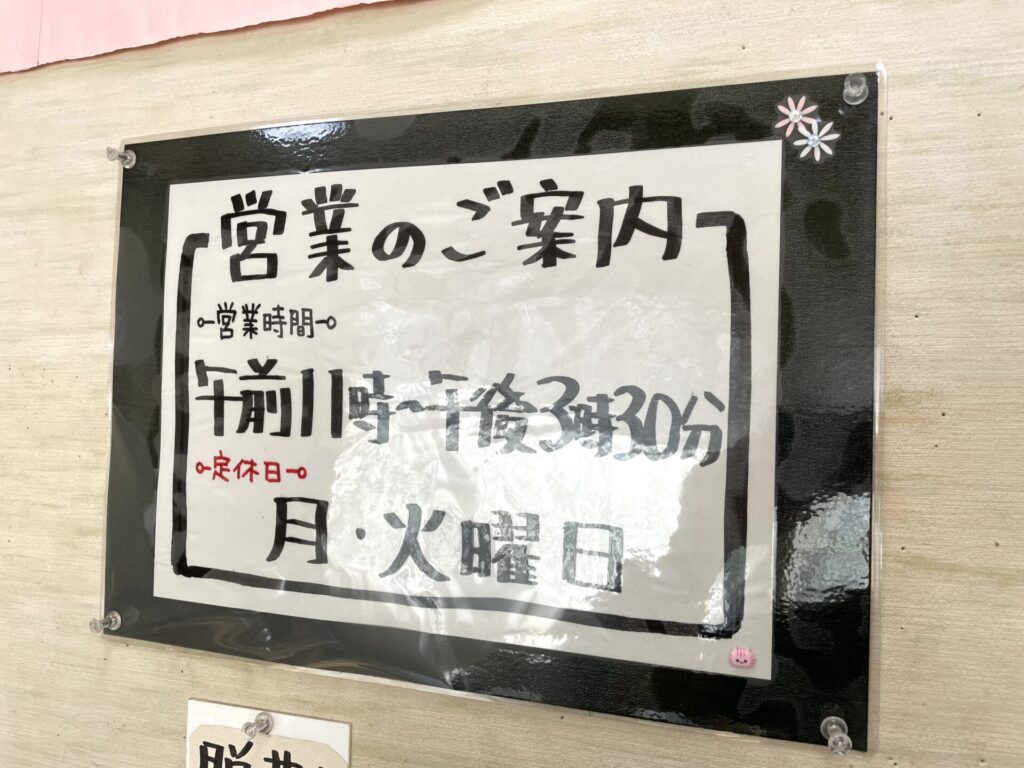 営業のご案内
営業時間
午前11時〜午後3時30分
定休日
月・火曜日